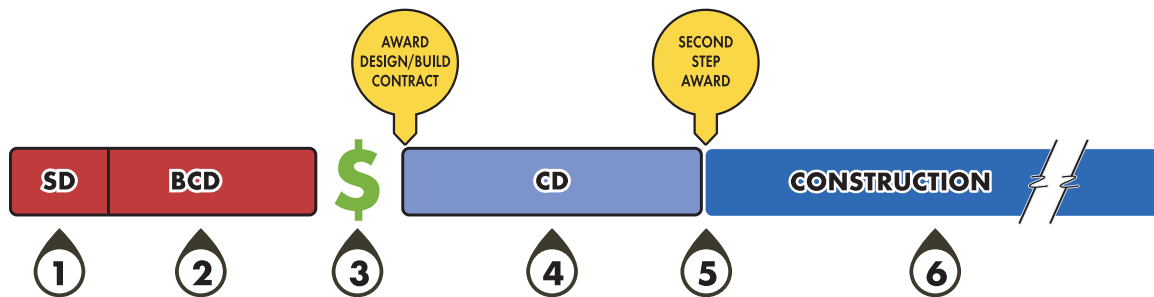 AWARD
DESIGN/BUILD
CONTRACT
SECOND
STEP
AWARD
SD BCD $ CD CONSTRUCTION
1 2 3 4 5 6